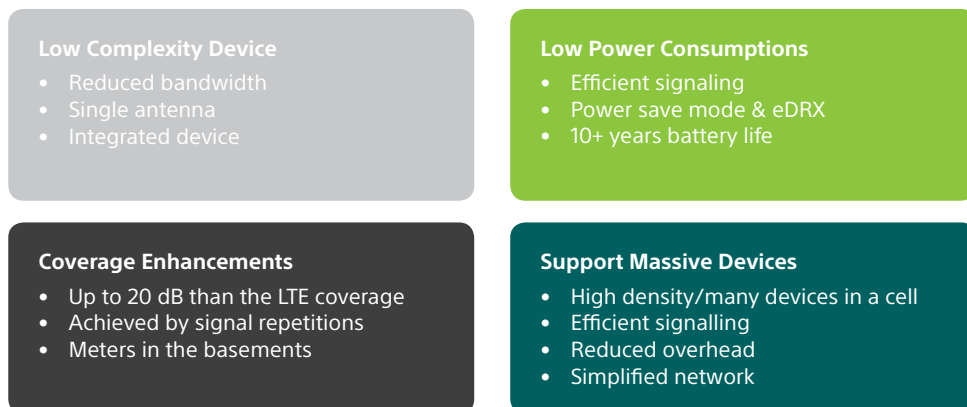 Low Complexity Device
• Reduced bandwidth
• Single antenna
• Integrated device
Low Power Consumptions
• Efficient signaling
• Power save mode & eDRX
• 10+ years battery life
Coverage Enhancements
• Up to 20 dB than the LTE coverage
• Achieved by signal repetitions
• Meters in the basements
Support Massive Devices
• High density/many devices in a cell
• Efficient signalling
• Reduced overhead
• Simplified network